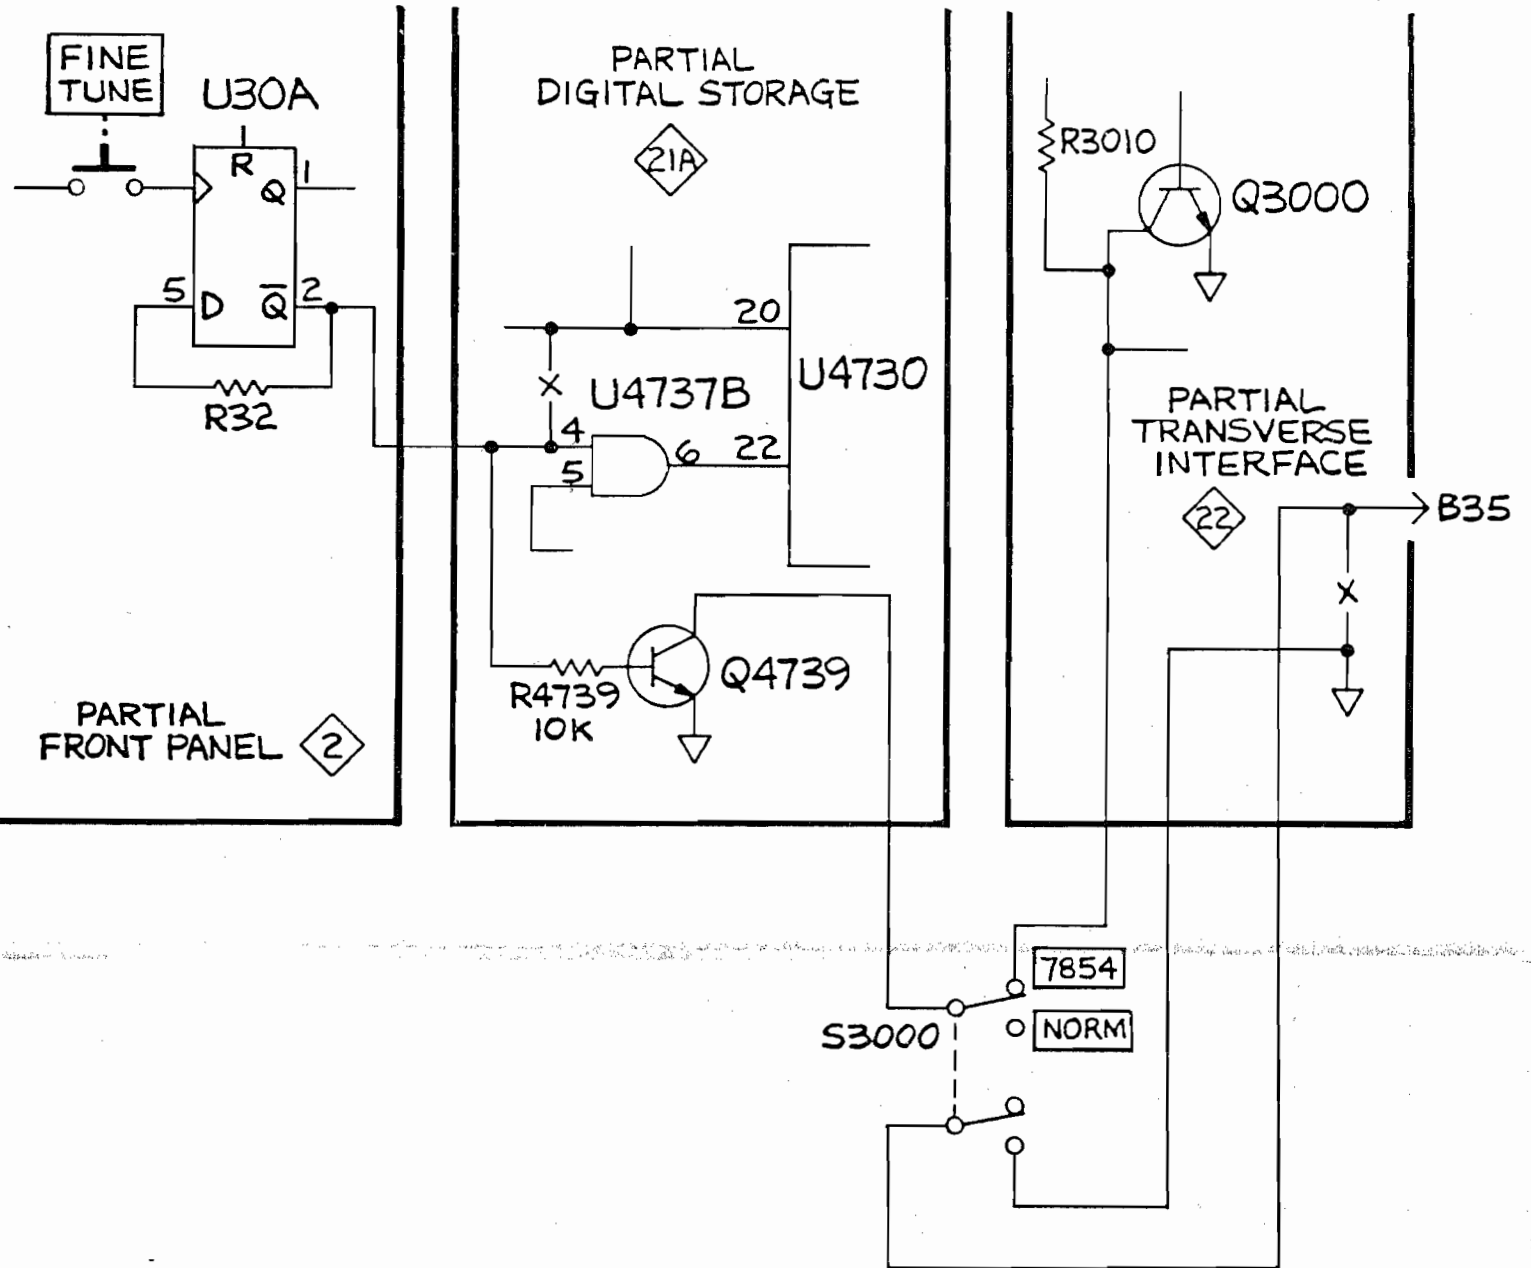 FINE
TUNE
U30A
R
Q
1
5
D
Q̅
2
R32
PARTIAL
FRONT PANEL
2
PARTIAL
DIGITAL STORAGE
21A
20
X
U4737B
U4730
4
5
6
22
R4739
10K
Q4739
R3010
Q3000
PARTIAL
TRANSVERSE
INTERFACE
22
B35
X
7854
S3000
NORM